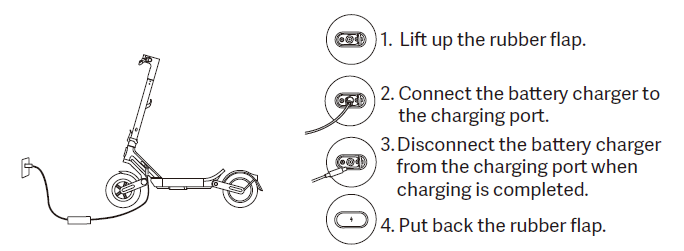 1. Lift up the rubber flap.
2. Connect the battery charger to
the charging port.
3. Disconnect the battery charger
from the charging port when
charging is completed.
4. Put back the rubber flap.